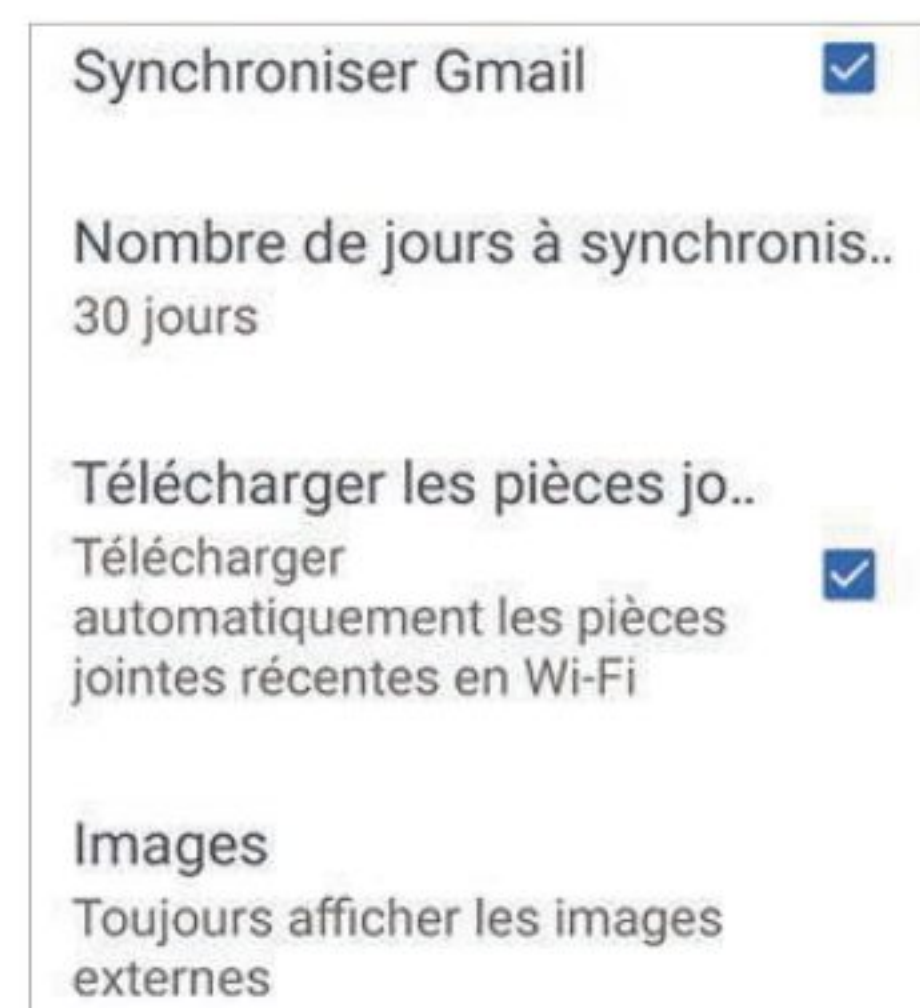 Synchroniser Gmail
Nombre de jours à synchronis..
30 jours
Télécharger les pièces jo..
Télécharger
automatiquement les pièces
jointes récentes en Wi-Fi
Images
Toujours afficher les images
externes